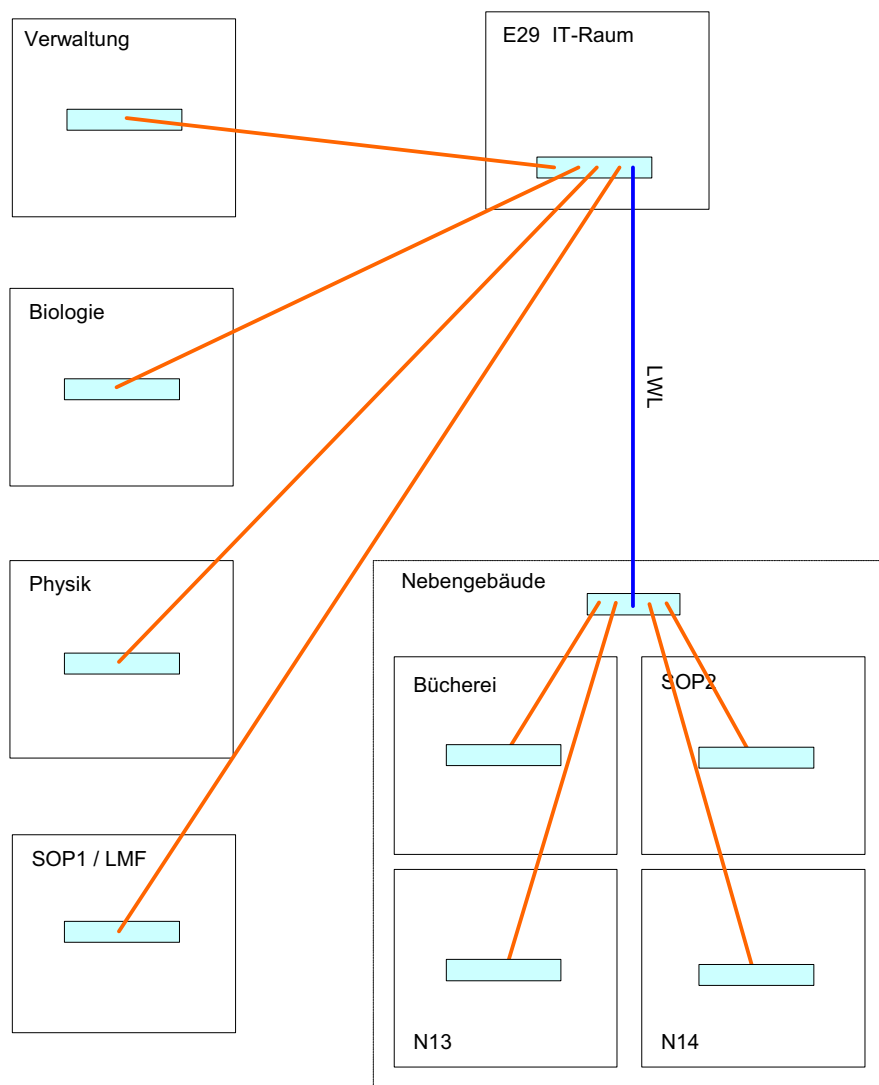 Verwaltung
E29 IT-Raum
Biologie
LWL
Physik
Nebengebäude
Bücherei
SOP2
SOP1 / LMF
N13
N14